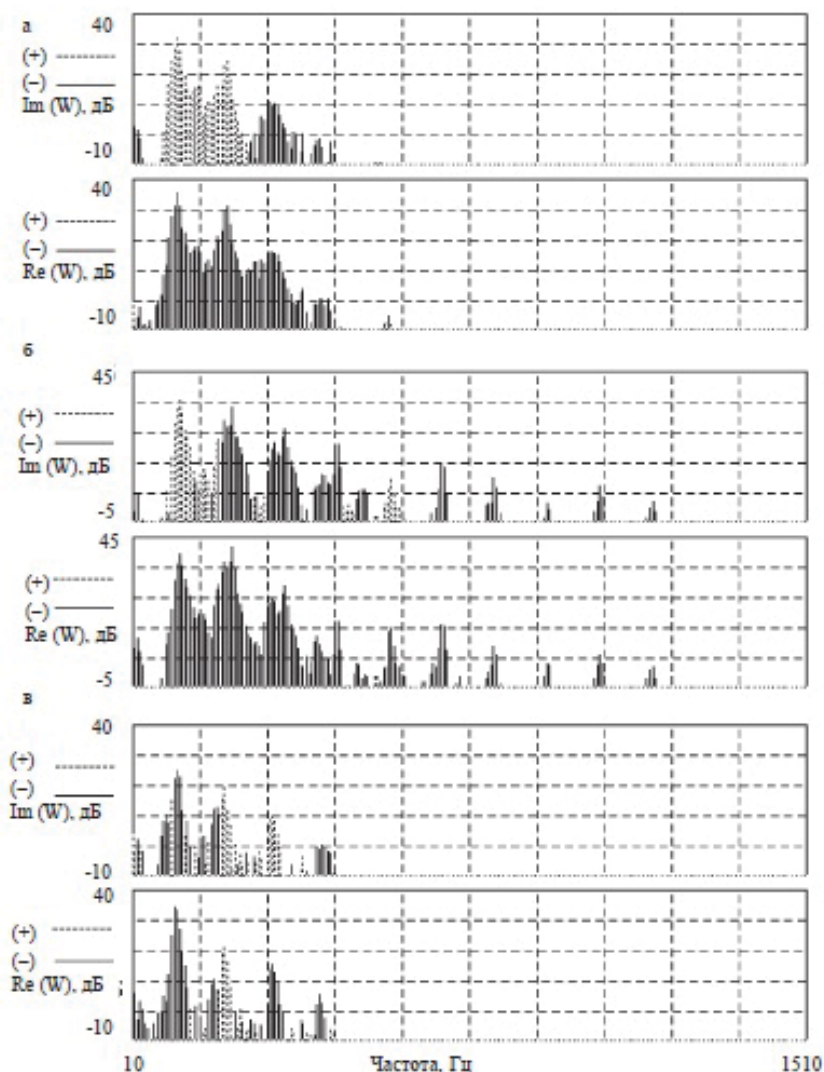 а
40
(+)
(–)
Im (W), дБ
-10
40
(+)
(–)
Re (W), дБ
-10
б
45
(+)
(–)
Im (W), дБ
-5
45
(+)
(–)
Re (W), дБ
-5
в
40
(+)
(–)
Im (W), дБ
-10
40
(+)
(–)
Re (W), дБ
-10
10 Частота, Гц 1510